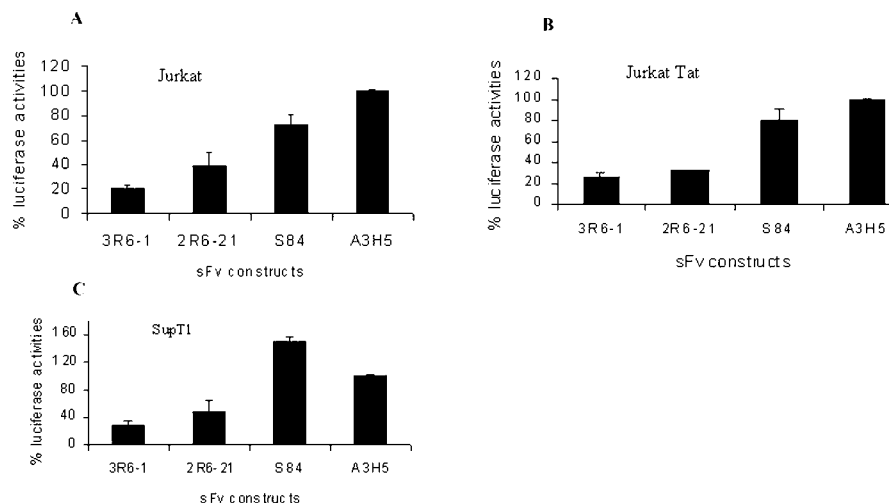 A
Jurkat
% luciferase activities
120
100
80
60
40
20
0
3R6-1 2R6-21 S84 A3H5
sFv constructs
B
Jurkat Tat
% luciferase activities
120
100
80
60
40
20
0
3R6-1 2R6-21 S84 A3H5
sFv constructs
C
SupT1
% luciferase activities
160
120
80
40
0
3R6-1 2R6-21 S84 A3H5
sFv constructs